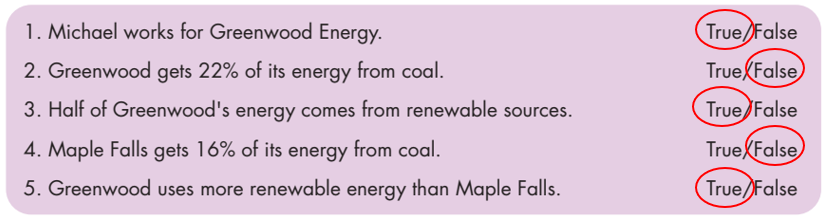 1. Michael works for Greenwood Energy. True/False
2. Greenwood gets 22% of its energy from coal. True/False
3. Half of Greenwood's energy comes from renewable sources. True/False
4. Maple Falls gets 16% of its energy from coal. True/False
5. Greenwood uses more renewable energy than Maple Falls. True/False